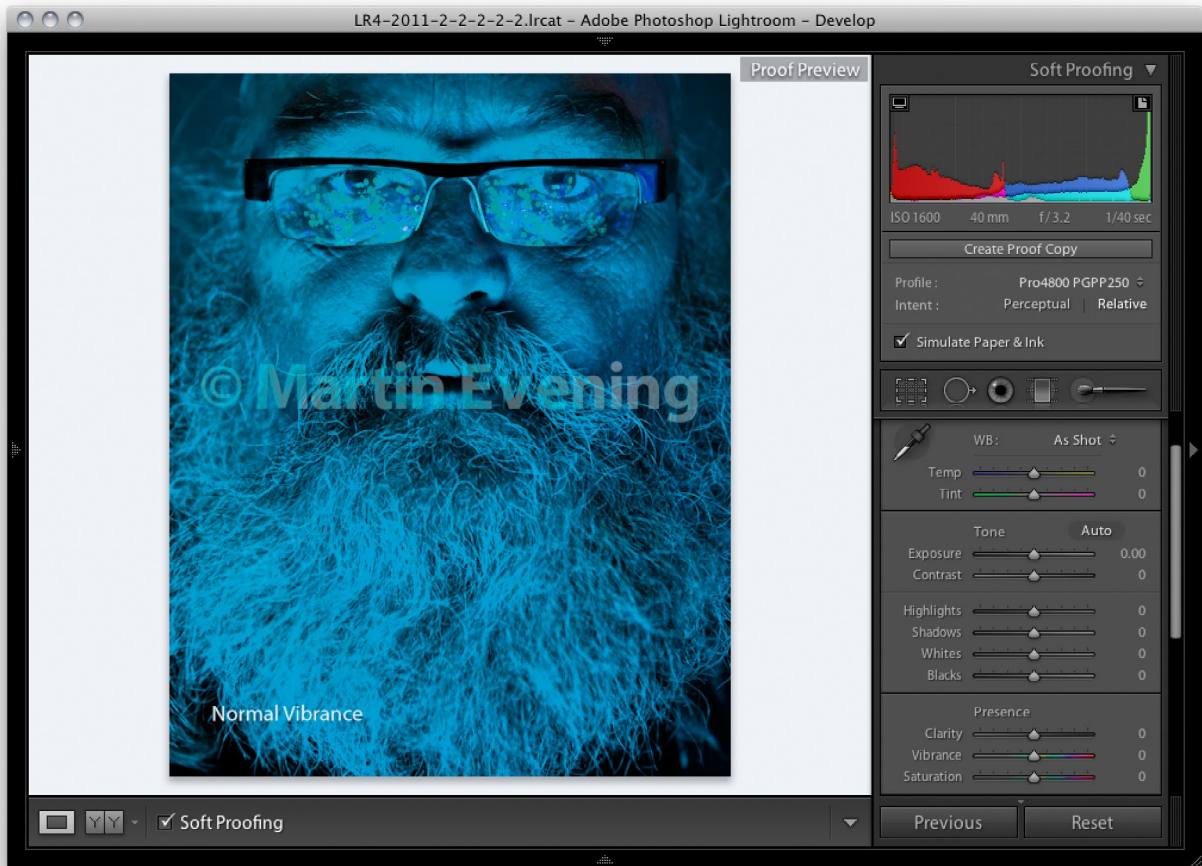 LR4-2011-2-2-2-2-2.lrcat – Adobe Photoshop Lightroom – Develop
Proof Preview
© Martin Evening
Normal Vibrance
Soft Proofing
ISO 1600 40 mm f / 3.2 1/40 sec
Create Proof Copy
Profile : Pro4800 PGPP250
Intent : Perceptual Relative
Simulate Paper & Ink
WB : As Shot
Temp 0
Tint 0
Tone Auto
Exposure 0.00
Contrast 0
Highlights 0
Shadows 0
Whites 0
Blacks 0
Presence
Clarity 0
Vibrance 0
Saturation 0
Y Y Soft Proofing
Previous Reset